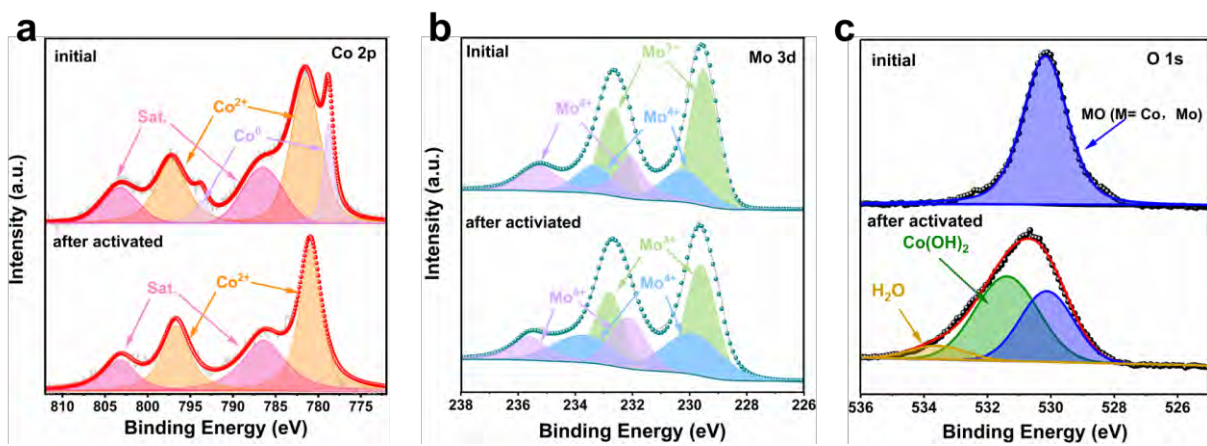 a
initial
Co 2p
Co²⁺
Sat.
Co⁰
after activated
Co²⁺
Sat.
Intensity (a.u.)
810 805 800 795 790 785 780 775
Binding Energy (eV)
b
Initial
Mo 3d
Mo³⁺
Mo⁴⁺
after activiated
Mo³⁺
Mo⁴⁺
Intensity (a.u.)
238 236 234 232 230 228 226
Binding Energy (eV)
c
initial
O 1s
MO (M= Co, Mo)
after activated
Co(OH)₂
H₂O
Intensity (a.u.)
536 534 532 530 528 526
Binding Energy (eV)